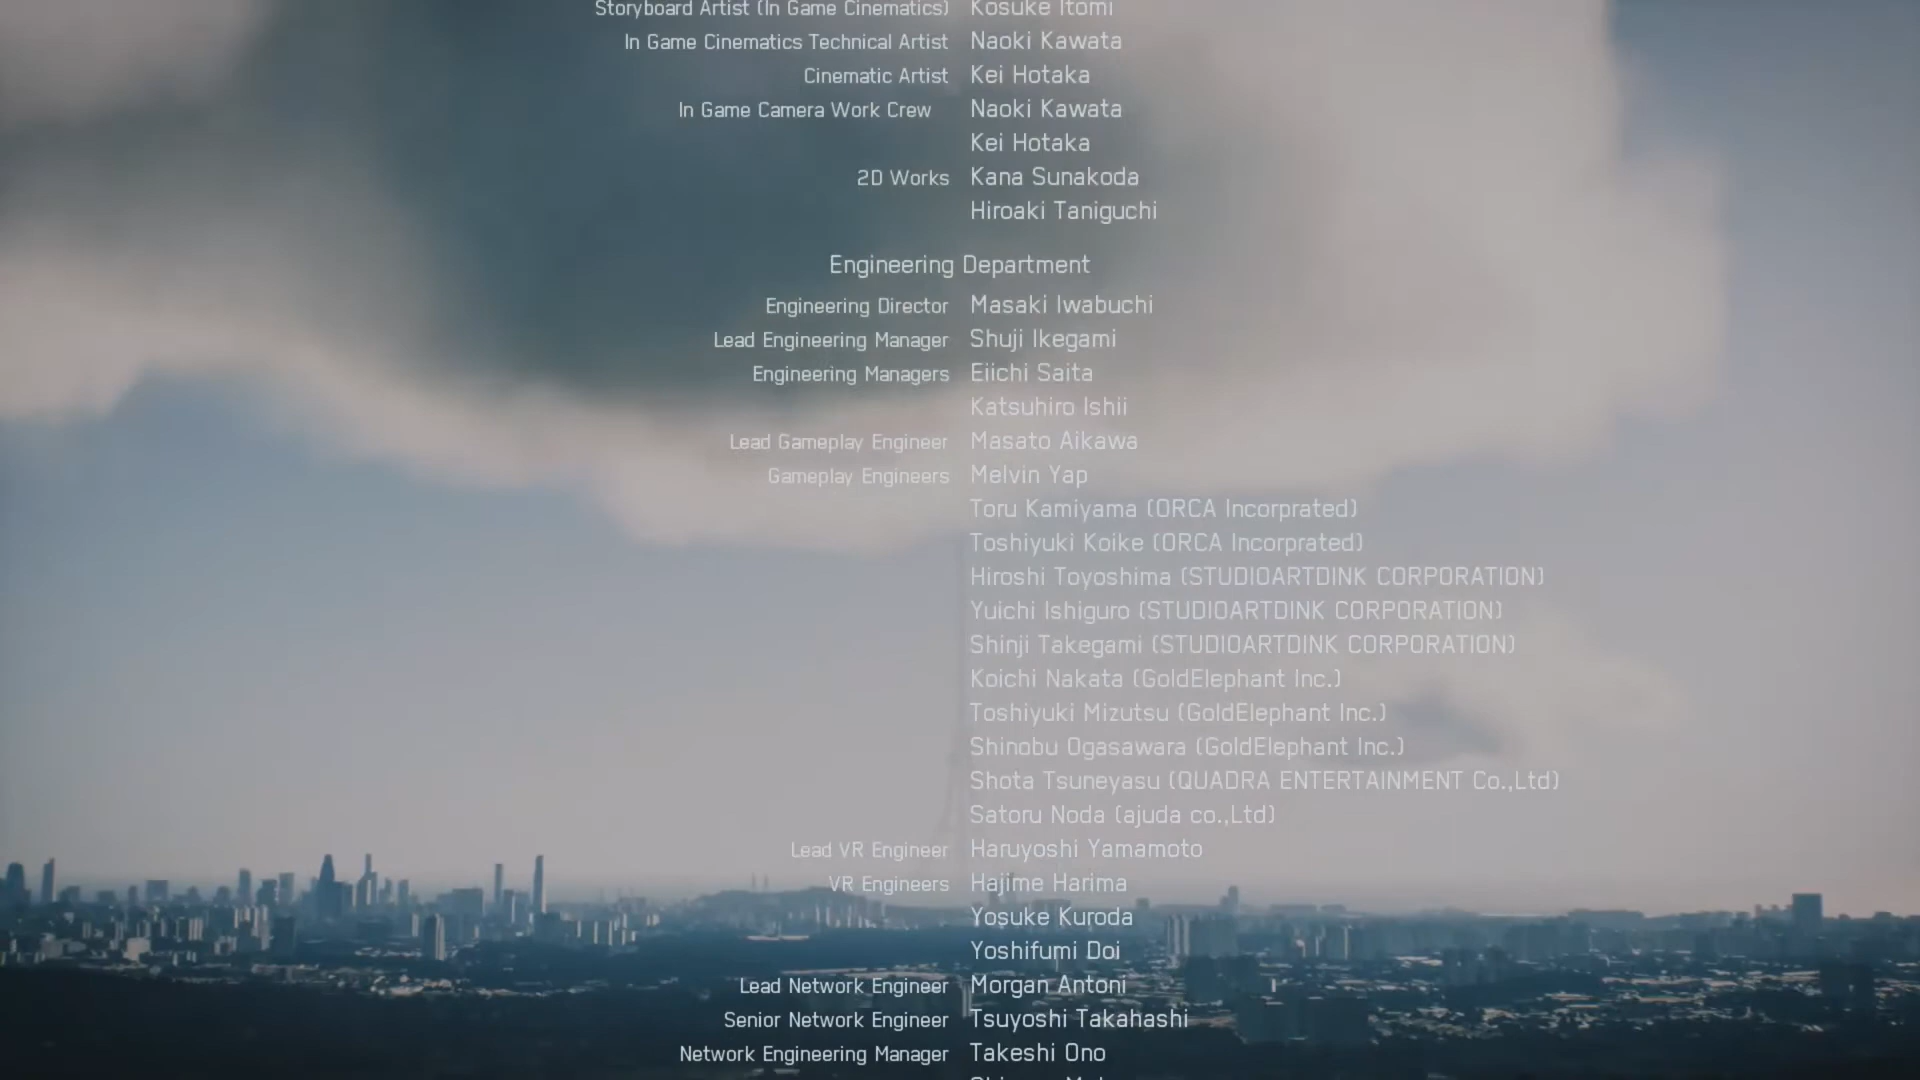 Storyboard Artist (In Game Cinematics) Kosuke Itomi
In Game Cinematics Technical Artist Naoki Kawata
Cinematic Artist Kei Hotaka
In Game Camera Work Crew Naoki Kawata
Kei Hotaka
2D Works Kana Sunakoda
Hiroaki Taniguchi
Engineering Department
Engineering Director Masaki Iwabuchi
Lead Engineering Manager Shuji Ikegami
Engineering Managers Eiichi Saita
Katsuhiro Ishii
Lead Gameplay Engineer Masato Aikawa
Gameplay Engineers Melvin Yap
Toru Kamiyama (ORCA Incorprated)
Toshiyuki Koike (ORCA Incorprated)
Hiroshi Toyoshima (STUDIOARTDINK CORPORATION)
Yuichi Ishiguro (STUDIOARTDINK CORPORATION)
Shinji Takegami (STUDIOARTDINK CORPORATION)
Koichi Nakata (GoldElephant Inc.)
Toshiyuki Mizutsu (GoldElephant Inc.)
Shinobu Ogasawara (GoldElephant Inc.)
Shota Tsuneyasu (QUADRA ENTERTAINMENT Co.,Ltd)
Satoru Noda (ajuda co.,Ltd)
Lead VR Engineer Haruyoshi Yamamoto
VR Engineers Hajime Harima
Yosuke Kuroda
Yoshifumi Doi
Lead Network Engineer Morgan Antoni
Senior Network Engineer Tsuyoshi Takahashi
Network Engineering Manager Takeshi Ono